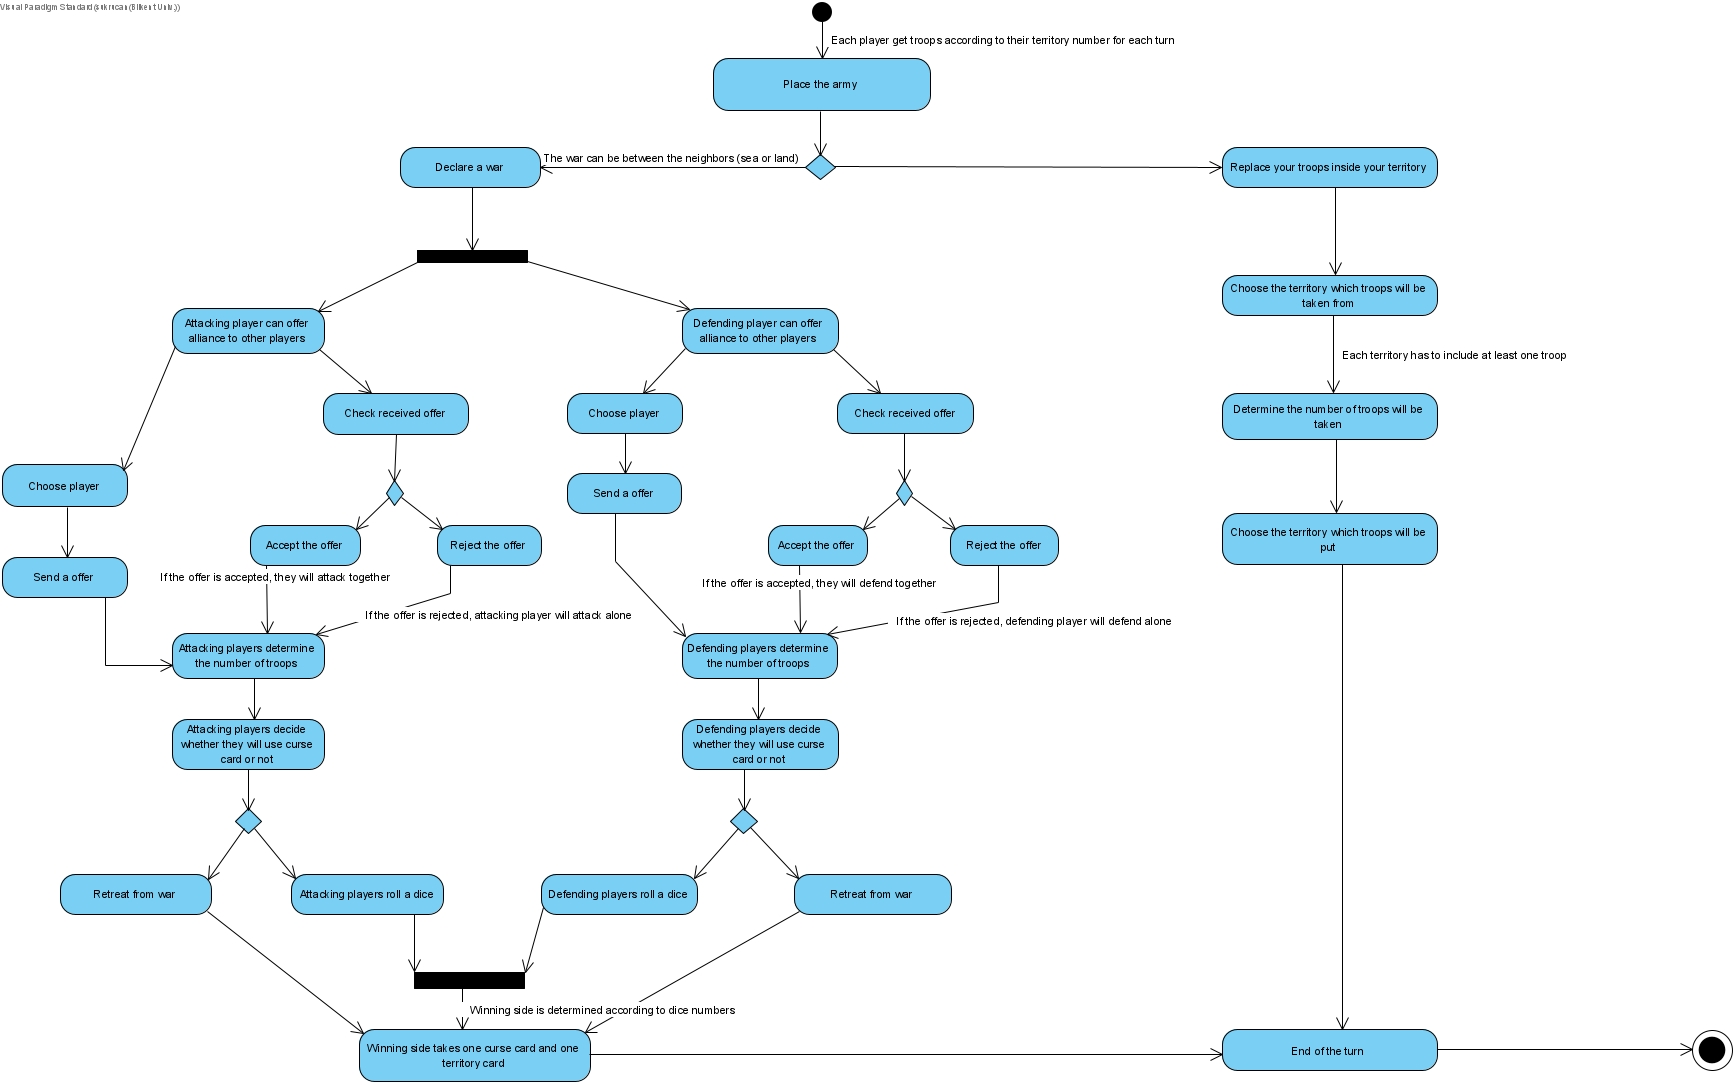 Visual Paradigm Standard(sukrucan(Bilkent Univ.))
Each player get troops according to their territory number for each turn
Place the army
The war can be between the neighbors (sea or land)
Declare a war
Replace your troops inside your territory
Choose the territory which troops will be
taken from
Attacking player can offer
alliance to other players
Defending player can offer
alliance to other players
Each territory has to include at least one troop
Check received offer
Choose player
Check received offer
Determine the number of troops will be
taken
Choose player
Send a offer
Choose the territory which troops will be
put
Accept the offer
Reject the offer
Accept the offer
Reject the offer
Send a offer
If the offer is accepted, they will attack together
If the offer is accepted, they will defend together
If the offer is rejected, attacking player will attack alone
If the offer is rejected, defending player will defend alone
Attacking players determine
the number of troops
Defending players determine
the number of troops
Attacking players decide
whether they will use curse
card or not
Defending players decide
whether they will use curse
card or not
Retreat from war
Attacking players roll a dice
Defending players roll a dice
Retreat from war
Winning side is determined according to dice numbers
Winning side takes one curse card and one
territory card
End of the turn